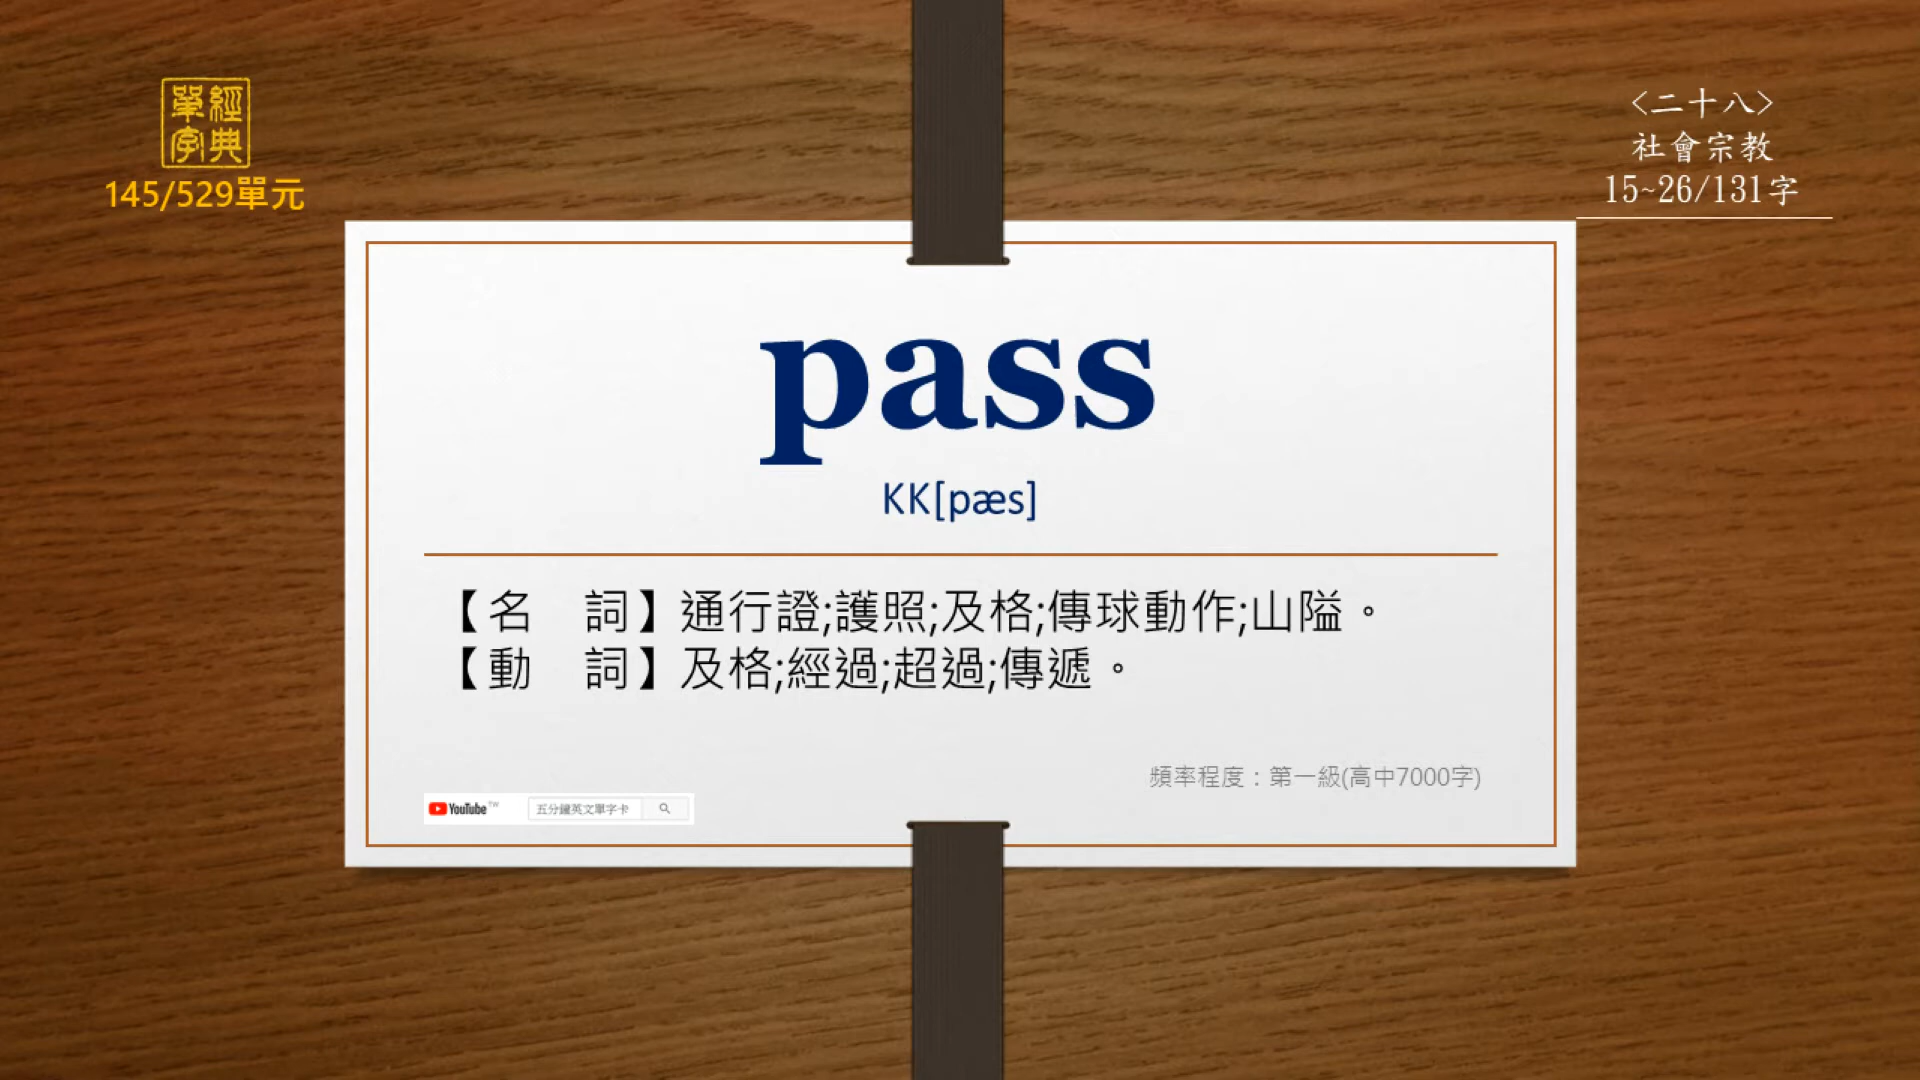 經典
單字
145/529單元
<二十八>
社會宗教
15~26/131字
pass
KK[pæs]
【名　詞】通行證;護照;及格;傳球動作;山隘。
【動　詞】及格;經過;超過;傳遞。
頻率程度：第一級(高中7000字)
YouTube TW
五分鐘英文單字卡